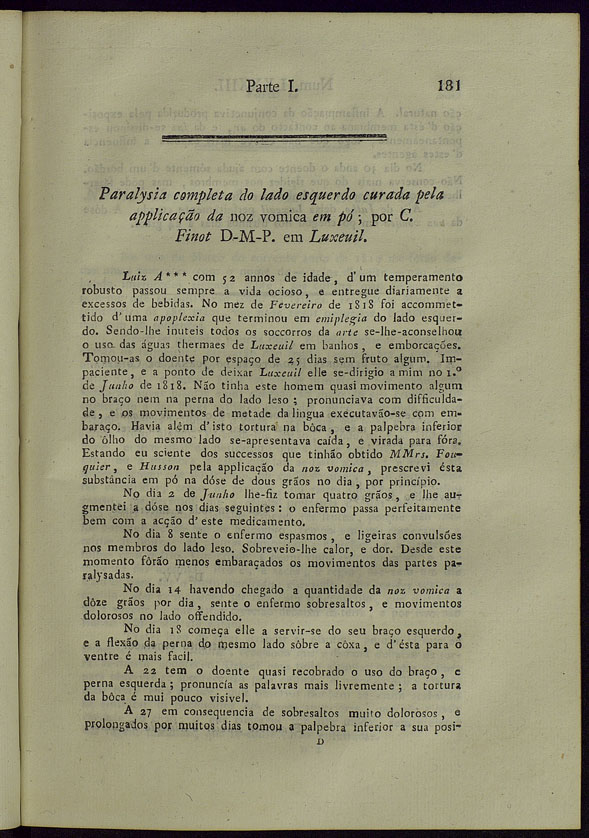 Parte I. 181
Paralysia completa do lado esquerdo curada pela
applicação da noz vomica em pó ; por C.
Finot D-M-P. em Luxeuil.
Luiz A*** com 52 annos de idade, d'um temperamento
robusto passou sempre a vida ocioso, e entregue diariamente a
excessos de bebidas. No mez de Fevereiro de 1818 foi accommet-
tido d'uma apoplexia que terminou em emiplegia do lado esquer-
do. Sendo-lhe inuteis todos os soccorros da arte se-lhe-aconselhou
o uso das águas thermaes de Luxeuil em banhos, e emborcações.
Tomou-as o doente por espaço de 25 dias sem fruto algum. Im-
paciente, e a ponto de deixar Luxeuil elle se-dirigio a mim no 1.º
de Junho de 1818. Não tinha este homem quasi movimento algum
no braço nem na perna do lado leso ; pronunciava com difficulda-
de, e os movimentos de metade da lingua executavão-se com em-
baraço. Havia além d'isto tortura na bôca, e a palpebra inferior
do ólho do mesmo lado se-apresentava caída, e virada para fóra.
Estando eu sciente dos successos que tinhão obtido MMrs. Fou-
quier, e Husson pela applicação da noz vomica, prescrevi ésta
substância em pó na dóse de dous grãos no dia, por princípio.
No dia 2 de Junho lhe-fiz tomar quatro grãos, e lhe au-
gmentei a dóse nos dias seguintes : o enfermo passa perfeitamente
bem com a acção d'este medicamento.
No dia 8 sente o enfermo espasmos, e ligeiras convulsões
nos membros do lado leso. Sobreveio-lhe calor, e dor. Desde este
momento fôrão menos embaraçados os movimentos das partes pa-
ralysadas.
No dia 14 havendo chegado a quantidade da noz vomica a
dôze grãos por dia, sente o enfermo sobresaltos, e movimentos
dolorosos no lado offendido.
No dia 18 começa elle a servir-se do seu braço esquerdo,
e a flexão da perna do mesmo lado sôbre a côxa, e d'ésta para o
ventre é mais facil.
A 22 tem o doente quasi recobrado o uso do braço, e
perna esquerda ; pronuncía as palavras mais livremente ; a tortura
da bôca é mui pouco visivel.
A 27 em consequencia de sobresaltos muito dolorosos, e
prolongados por muitos dias tomou a palpebra inferior a sua posi-
D